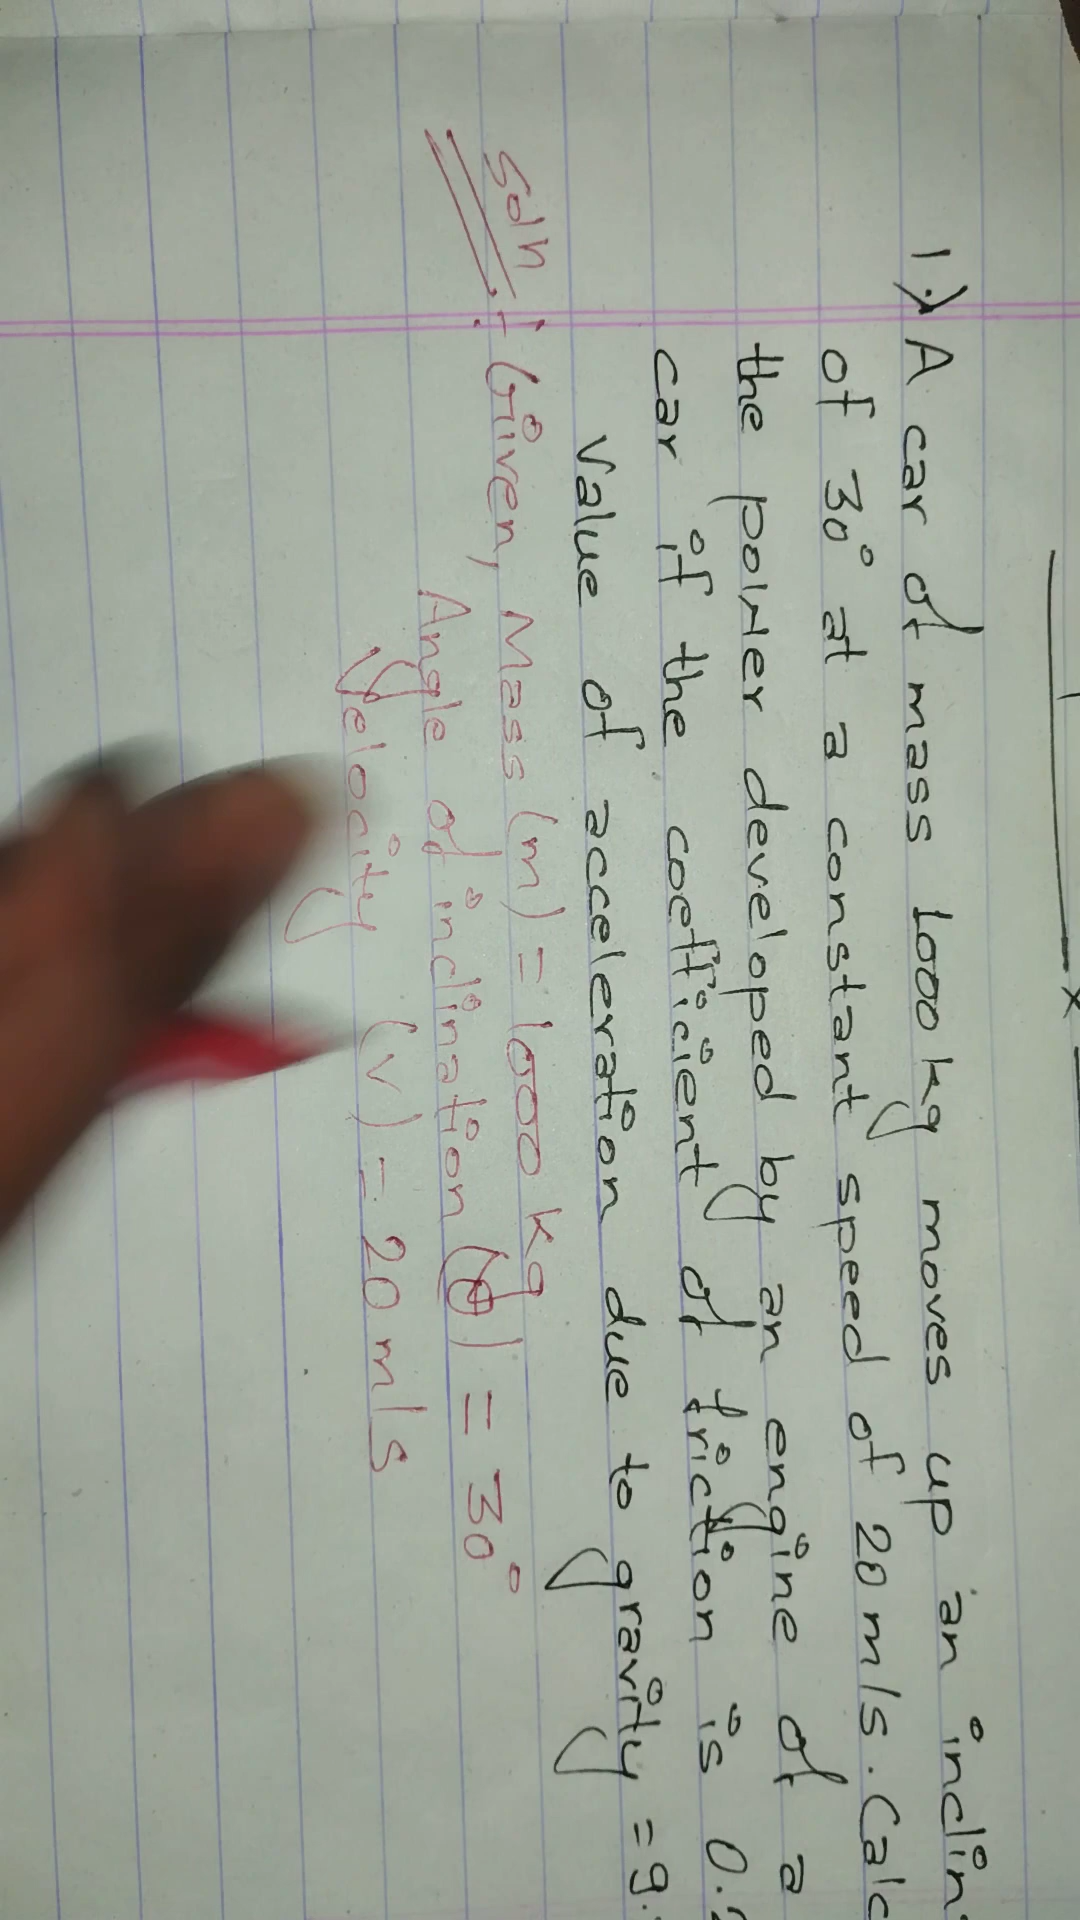 1.) A car of mass 1000 kg moves up an inclin
of 30° at a constant speed of 20 m/s. Calc
the power developed by an engine of a
car if the coefficient of friction is 0.
Value of acceleration due to gravity = 9.
Soln :- Given, Mass (m) = 1000 kg
Angle of inclination (θ) = 30°
Velocity (v) = 20 m/s